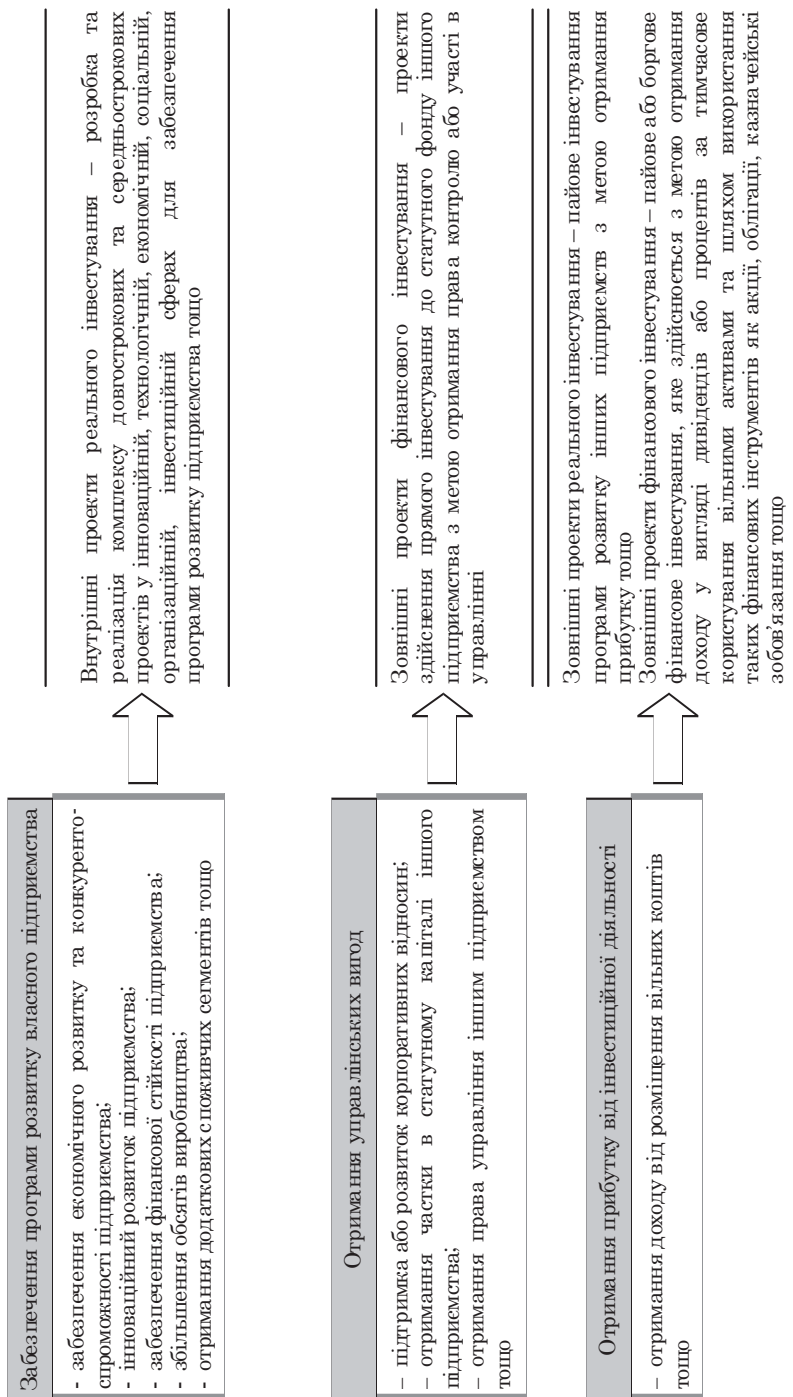 Забезпечення програми розвитку власного підприємства
- забезпечення економічного розвитку та конкуренто-
спроможності підприємства;
- інноваційний розвиток підприємства;
- забезпечення фінансової стійкості підприємства;
- збільшення обсягів виробництва;
- отримання додаткових споживчих сегментів тощо
Внутрішні проекти реального інвестування – розробка та
реалізація комплексу довгострокових та середньострокових
проектів у інноваційній, технологічній, економічній, соціальній,
організаційній, інвестиційній сферах для забезпечення
програми розвитку підприємства тощо
Отримання управлінських вигод
– підтримка або розвиток корпоративних відносин;
– отримання частки в статутному капіталі іншого
підприємства;
– отримання права управління іншим підприємством
тощо
Зовнішні проекти фінансового інвестування – проекти
здійснення прямого інвестування до статутного фонду іншого
підприємства з метою отримання права контролю або участі в
управлінні
Отримання прибутку від інвестиційної діяльності
– отримання доходу від розміщення вільних коштів
тощо
Зовнішні проекти реального інвестування – пайове інвестування
програми розвитку інших підприємств з метою отримання
прибутку тощо
Зовнішні проекти фінансового інвестування – пайове або боргове
фінансове інвестування, яке здійснюється з метою отримання
доходу у вигляді дивідендів або процентів за тимчасове
користування вільними активами та шляхом використання
таких фінансових інструментів як акції, облігації, казначейські
зобов'язання тощо